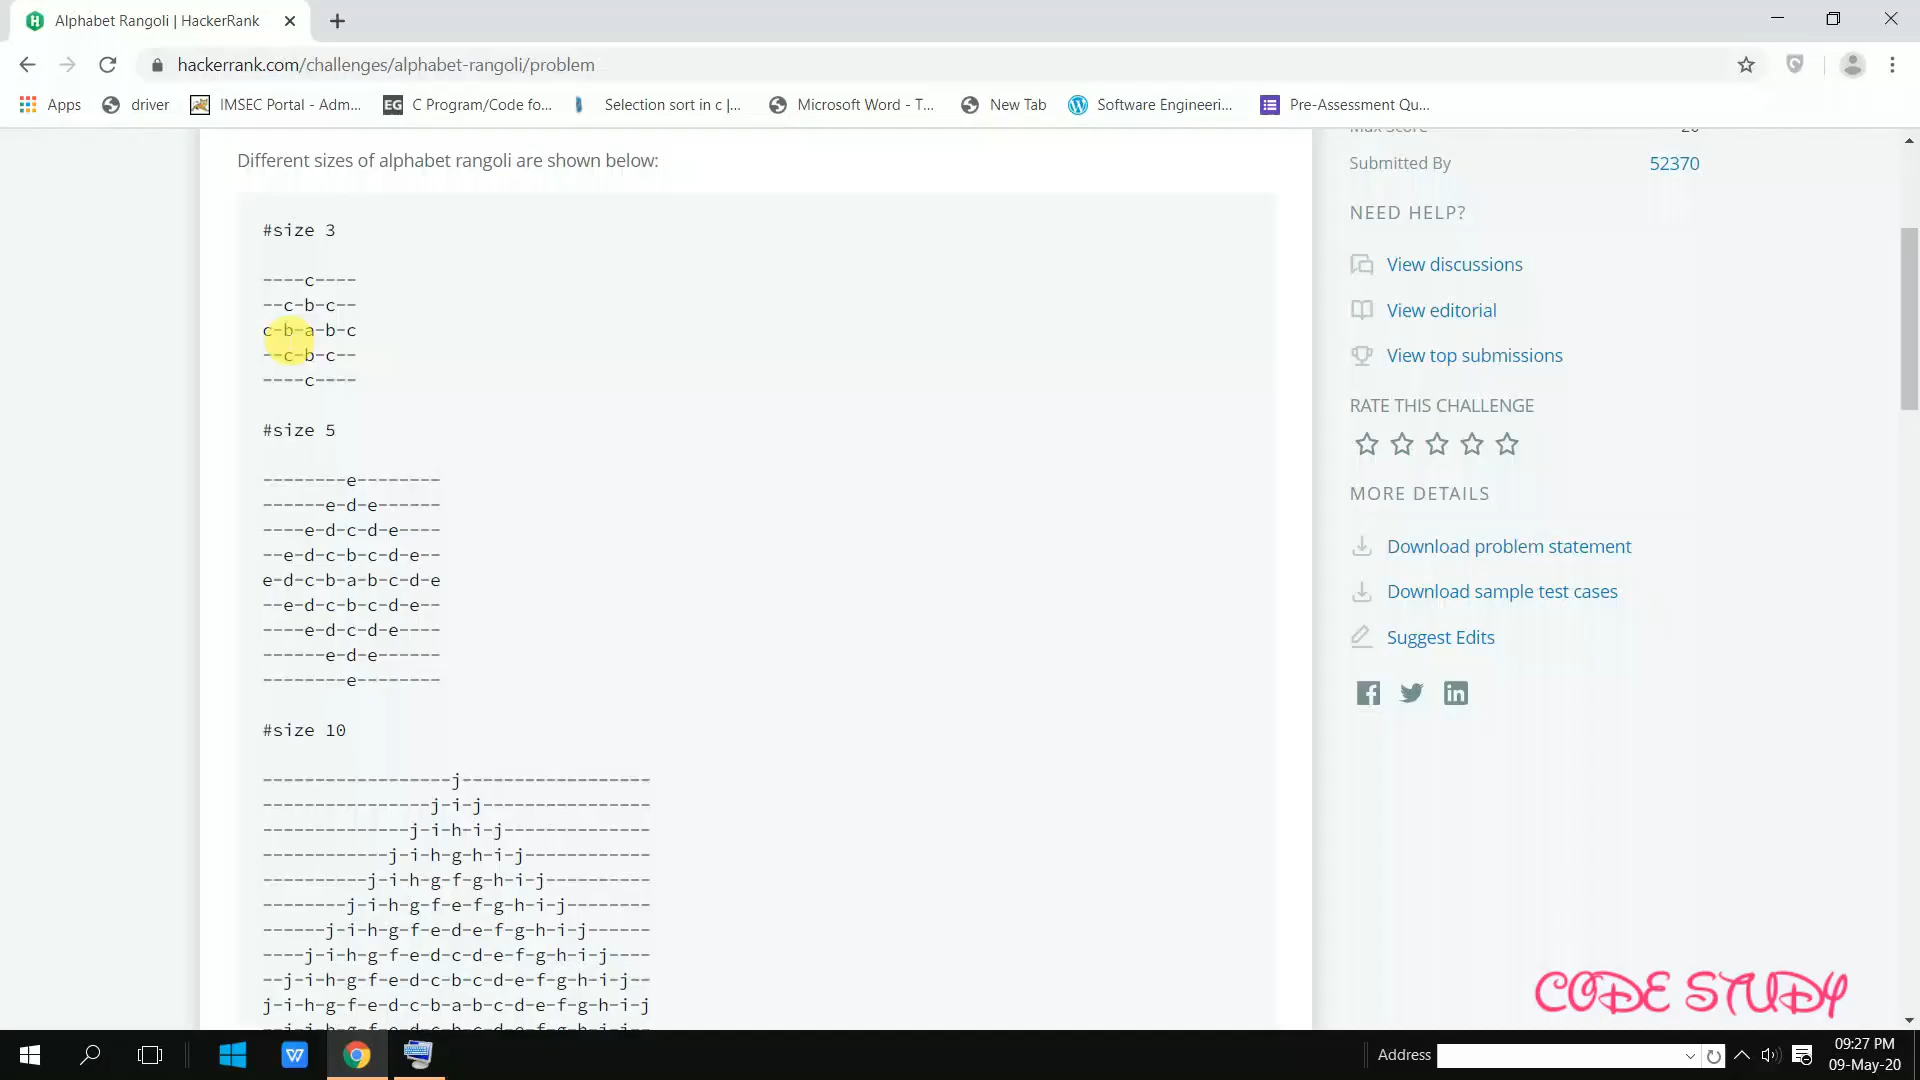 Alphabet Rangoli | HackerRank
hackerrank.com/challenges/alphabet-rangoli/problem
Apps driver IMSEC Portal - Adm... EG C Program/Code fo... Selection sort in c |... Microsoft Word - T... New Tab Software Engineeri... Pre-Assessment Qu...
Different sizes of alphabet rangoli are shown below:
#size 3
----c----
--c-b-c--
c-b-a-b-c
--c-b-c--
----c----
#size 5
--------e--------
------e-d-e------
----e-d-c-d-e----
--e-d-c-b-c-d-e--
e-d-c-b-a-b-c-d-e
--e-d-c-b-c-d-e--
----e-d-c-d-e----
------e-d-e------
--------e--------
#size 10
------------------j------------------
----------------j-i-j----------------
--------------j-i-h-i-j--------------
------------j-i-h-g-h-i-j------------
----------j-i-h-g-f-g-h-i-j----------
--------j-i-h-g-f-e-f-g-h-i-j--------
------j-i-h-g-f-e-d-e-f-g-h-i-j------
----j-i-h-g-f-e-d-c-d-e-f-g-h-i-j----
--j-i-h-g-f-e-d-c-b-c-d-e-f-g-h-i-j--
j-i-h-g-f-e-d-c-b-a-b-c-d-e-f-g-h-i-j
--j-i-h-g-f-e-d-c-b-c-d-e-f-g-h-i-j--
Max Score 20
Submitted By 52370
NEED HELP?
View discussions
View editorial
View top submissions
RATE THIS CHALLENGE
MORE DETAILS
Download problem statement
Download sample test cases
Suggest Edits
CODE STUDY
Address
09:27 PM
09-May-20